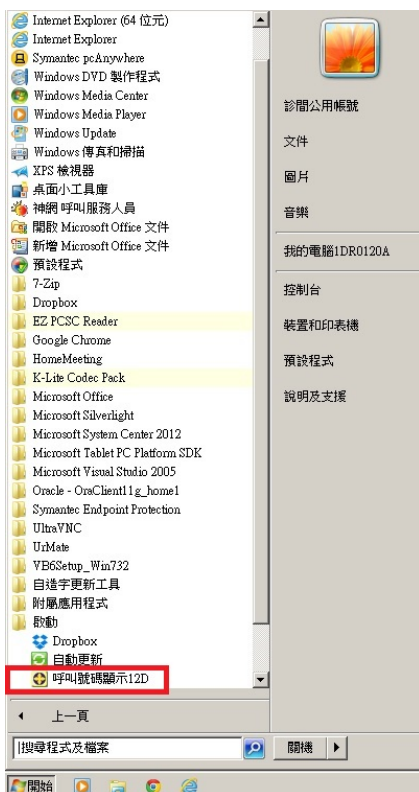 Internet Explorer (64 位元)
Internet Explorer
Symantec pcAnywhere
Windows DVD 製作程式
Windows Media Center
Windows Media Player
Windows Update
Windows 傳真和掃描
XPS 檢視器
桌面小工具庫
神網 呼叫服務人員
開啟 Microsoft Office 文件
新增 Microsoft Office 文件
預設程式
7-Zip
Dropbox
EZ PCSC Reader
Google Chrome
HomeMeeting
K-Lite Codec Pack
Microsoft Office
Microsoft Silverlight
Microsoft System Center 2012
Microsoft Tablet PC Platform SDK
Microsoft Visual Studio 2005
Oracle - OraClient11g_home1
Symantec Endpoint Protection
UltraVNC
UrMate
VB6Setup_Win732
自造字更新工具
附屬應用程式
啟動
Dropbox
自動更新
呼叫號碼顯示12D
上一頁
搜尋程式及檔案
診間公用帳號
文件
圖片
音樂
我的電腦1DR0120A
控制台
裝置和印表機
預設程式
說明及支援
關機
開始